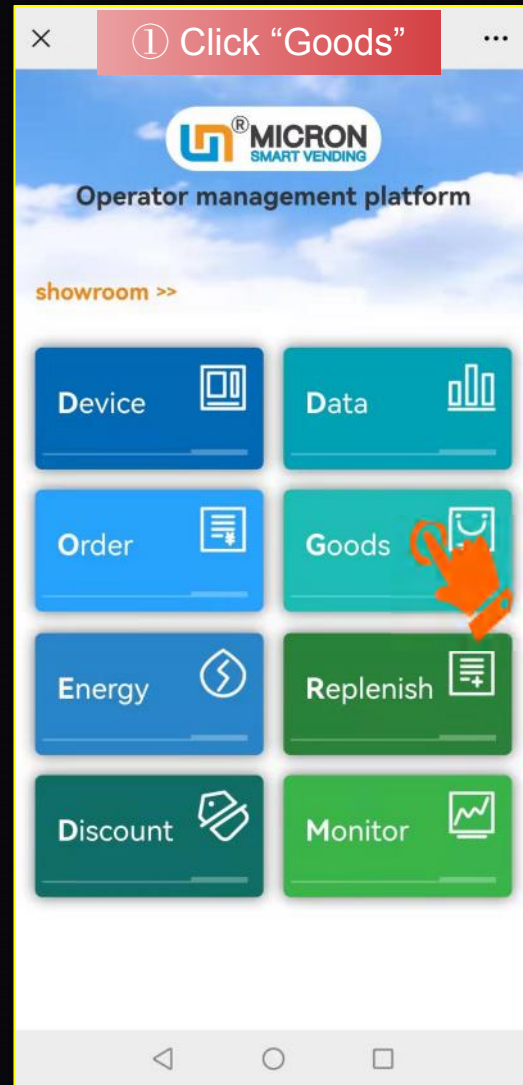 ① Click “Goods”
®MICRON
SMART VENDING
Operator management platform
showroom >>
Device
Data
Order
Goods
Energy
Replenish
Discount
Monitor